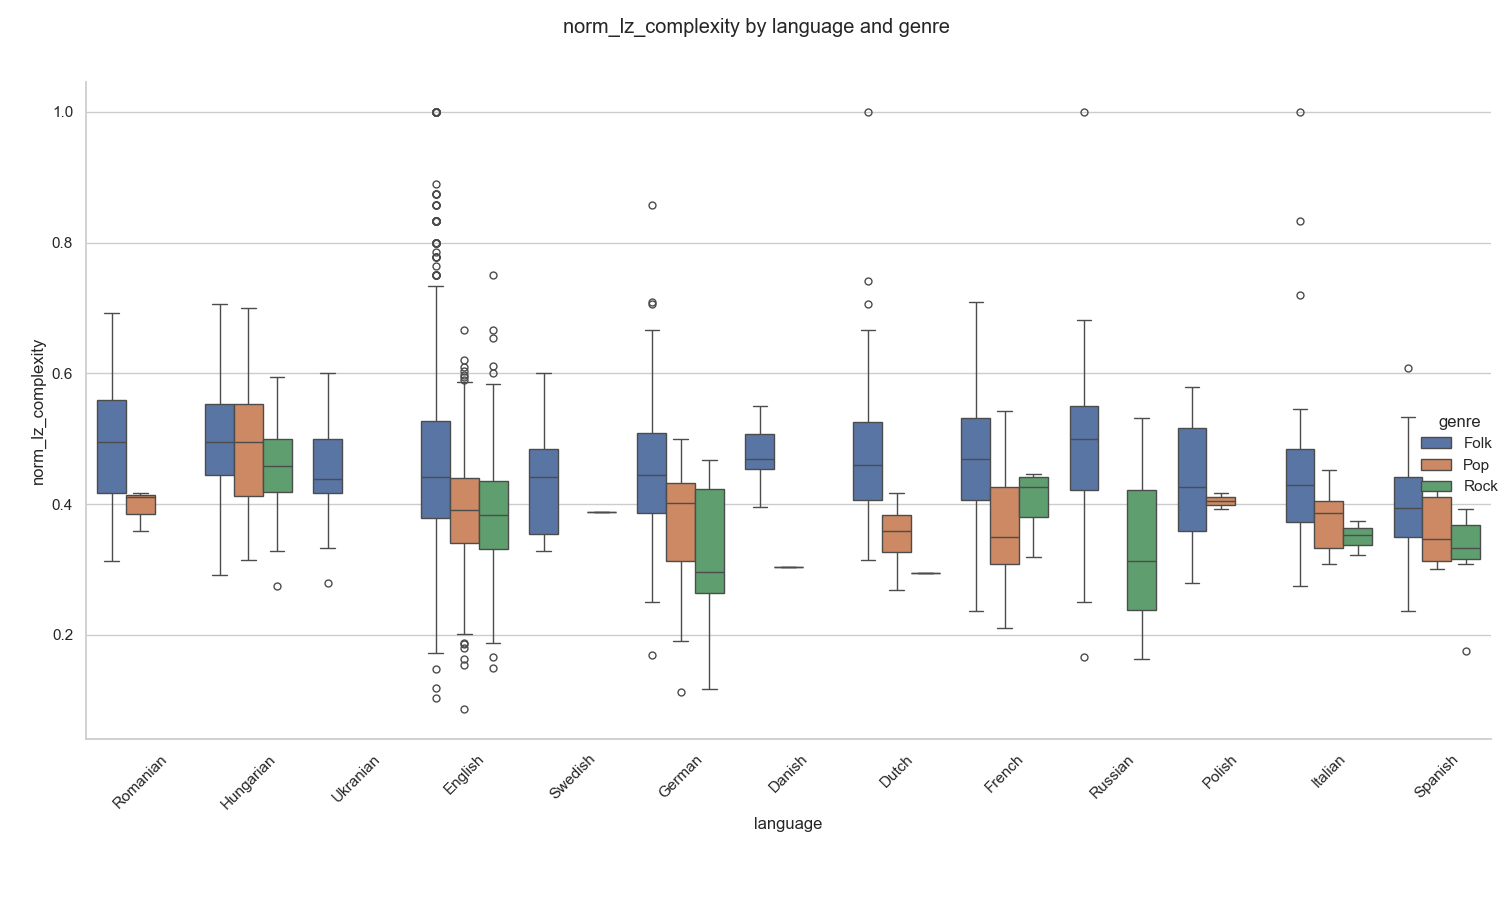 norm_lz_complexity by language and genre
norm_lz_complexity
1.0
0.8
0.6
0.4
0.2
genre
Folk
Pop
Rock
Romanian
Hungarian
Ukranian
English
Swedish
German
Danish
Dutch
French
Russian
Polish
Italian
Spanish
language